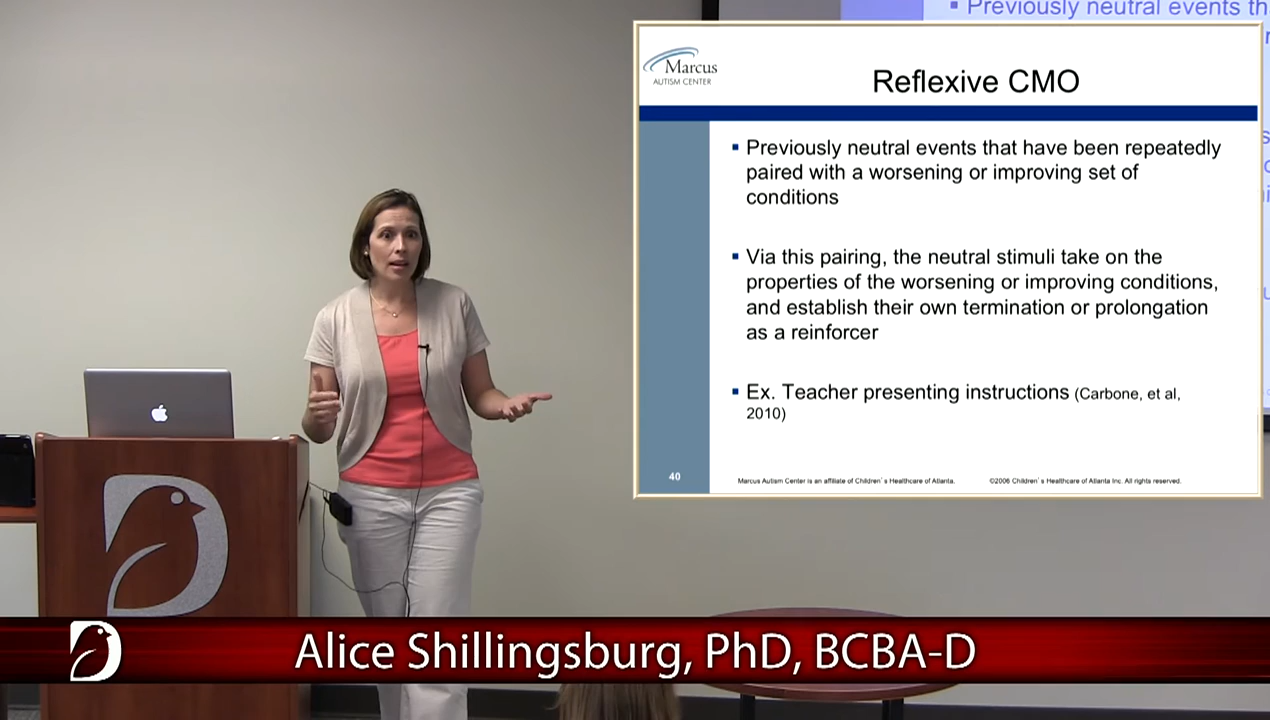 Previously neutral events th
Marcus
AUTISM CENTER
Reflexive CMO
Previously neutral events that have been repeatedly
paired with a worsening or improving set of
conditions
Via this pairing, the neutral stimuli take on the
properties of the worsening or improving conditions,
and establish their own termination or prolongation
as a reinforcer
Ex. Teacher presenting instructions (Carbone, et al,
2010)
40
Marcus Autism Center is an affiliate of Children`s Healthcare of Atlanta.
©2006 Children`s Healthcare of Atlanta Inc. All rights reserved.
Alice Shillingsburg, PhD, BCBA-D